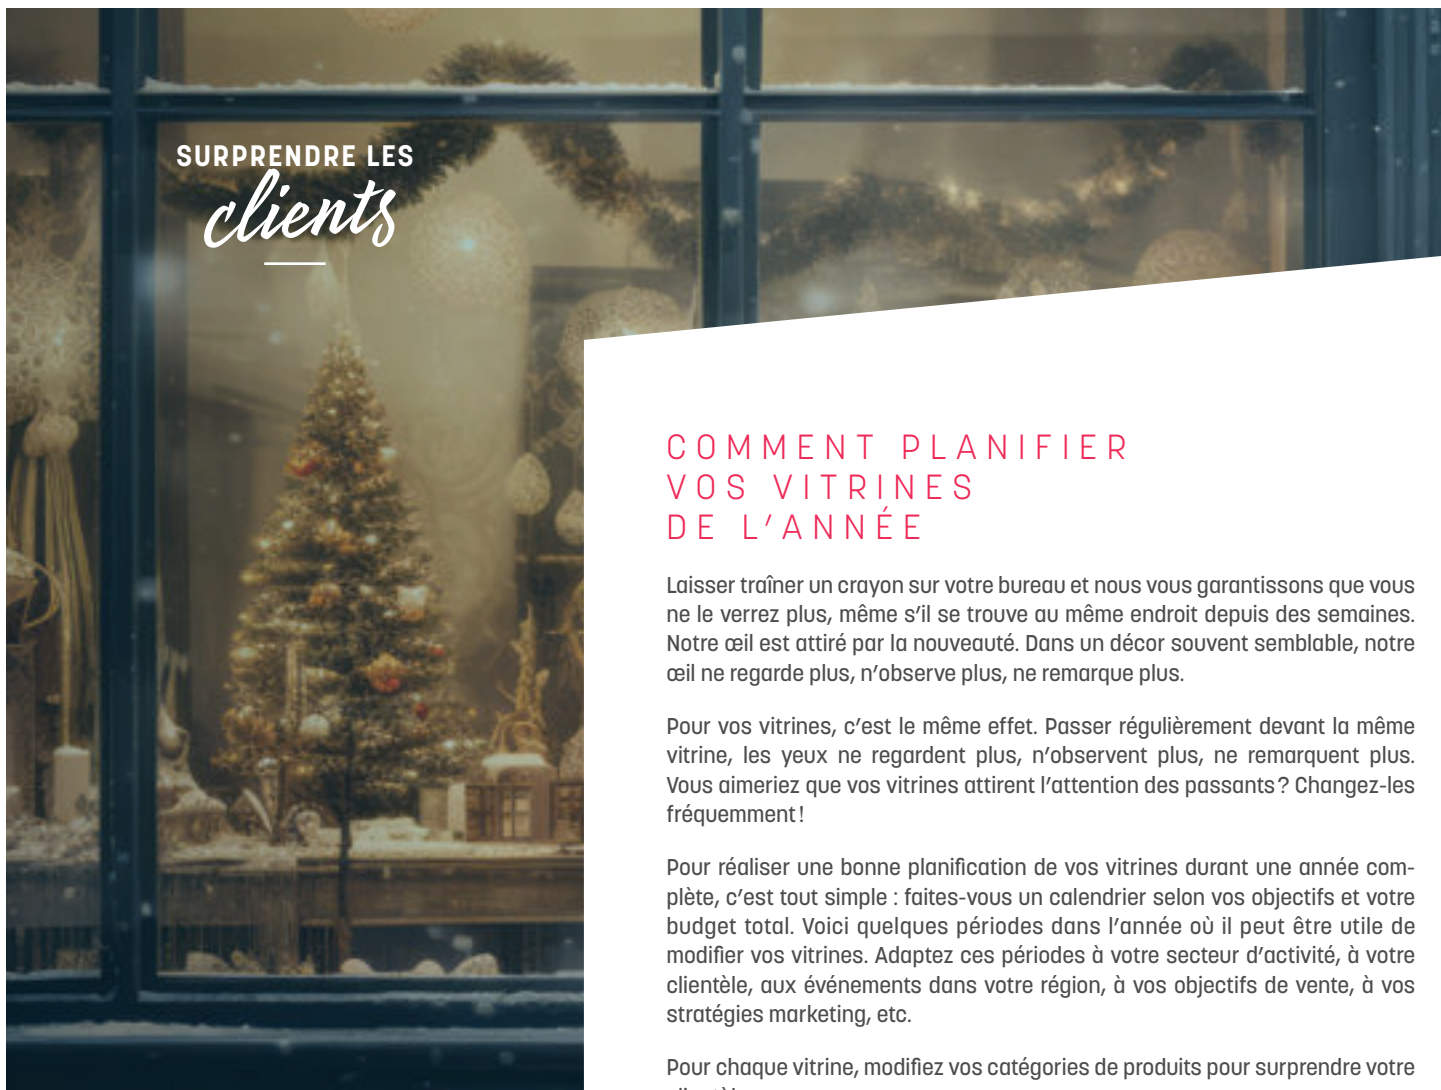 SURPRENDRE LES
clients
COMMENT PLANIFIER
VOS VITRINES
DE L’ANNÉE
Laisser traîner un crayon sur votre bureau et nous vous garantissons que vous
ne le verrez plus, même s’il se trouve au même endroit depuis des semaines.
Notre œil est attiré par la nouveauté. Dans un décor souvent semblable, notre
œil ne regarde plus, n’observe plus, ne remarque plus.
Pour vos vitrines, c’est le même effet. Passer régulièrement devant la même
vitrine, les yeux ne regardent plus, n’observent plus, ne remarquent plus.
Vous aimeriez que vos vitrines attirent l’attention des passants ? Changez-les
fréquemment !
Pour réaliser une bonne planification de vos vitrines durant une année com-
plète, c’est tout simple : faites-vous un calendrier selon vos objectifs et votre
budget total. Voici quelques périodes dans l’année où il peut être utile de
modifier vos vitrines. Adaptez ces périodes à votre secteur d’activité, à votre
clientèle, aux événements dans votre région, à vos objectifs de vente, à vos
stratégies marketing, etc.
Pour chaque vitrine, modifiez vos catégories de produits pour surprendre votre